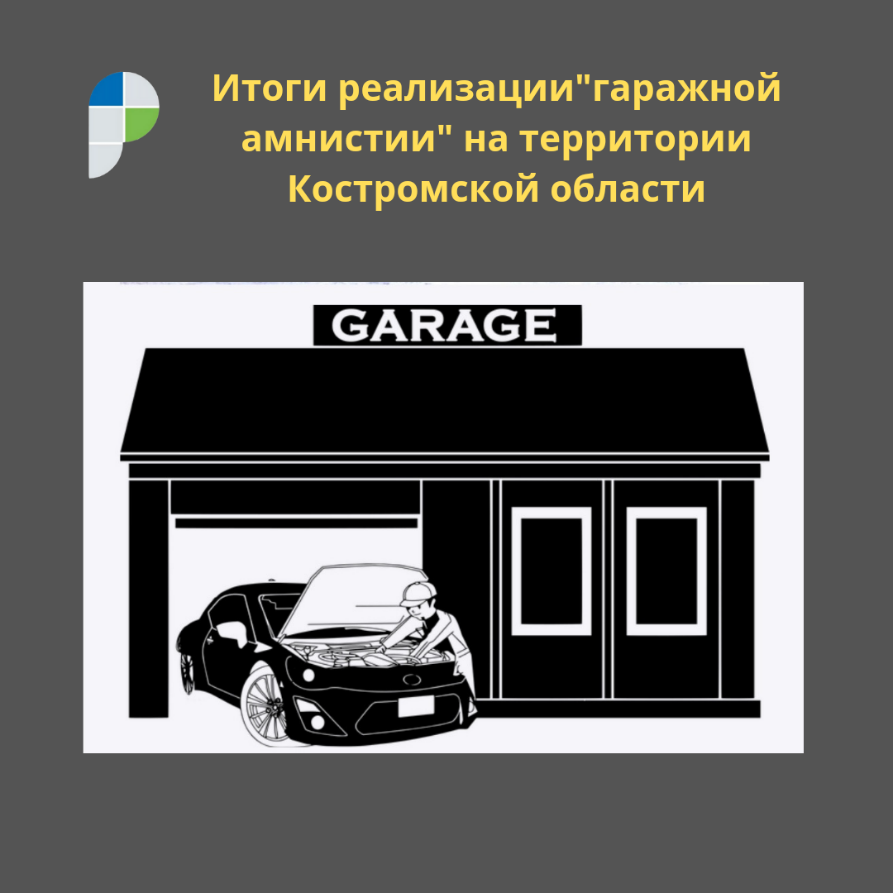 Итоги реализации"гаражной
амнистии" на территории
Костромской области
GARAGE